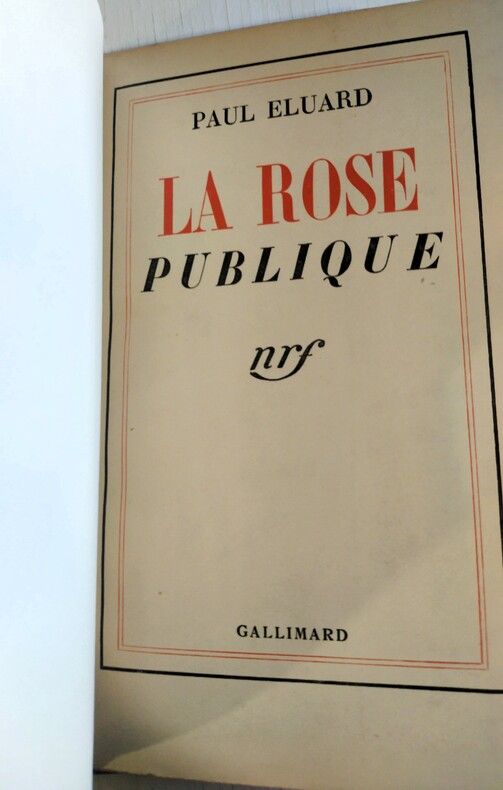 PAUL ELUARD
LA ROSE
PUBLIQUE
nrf
GALLIMARD